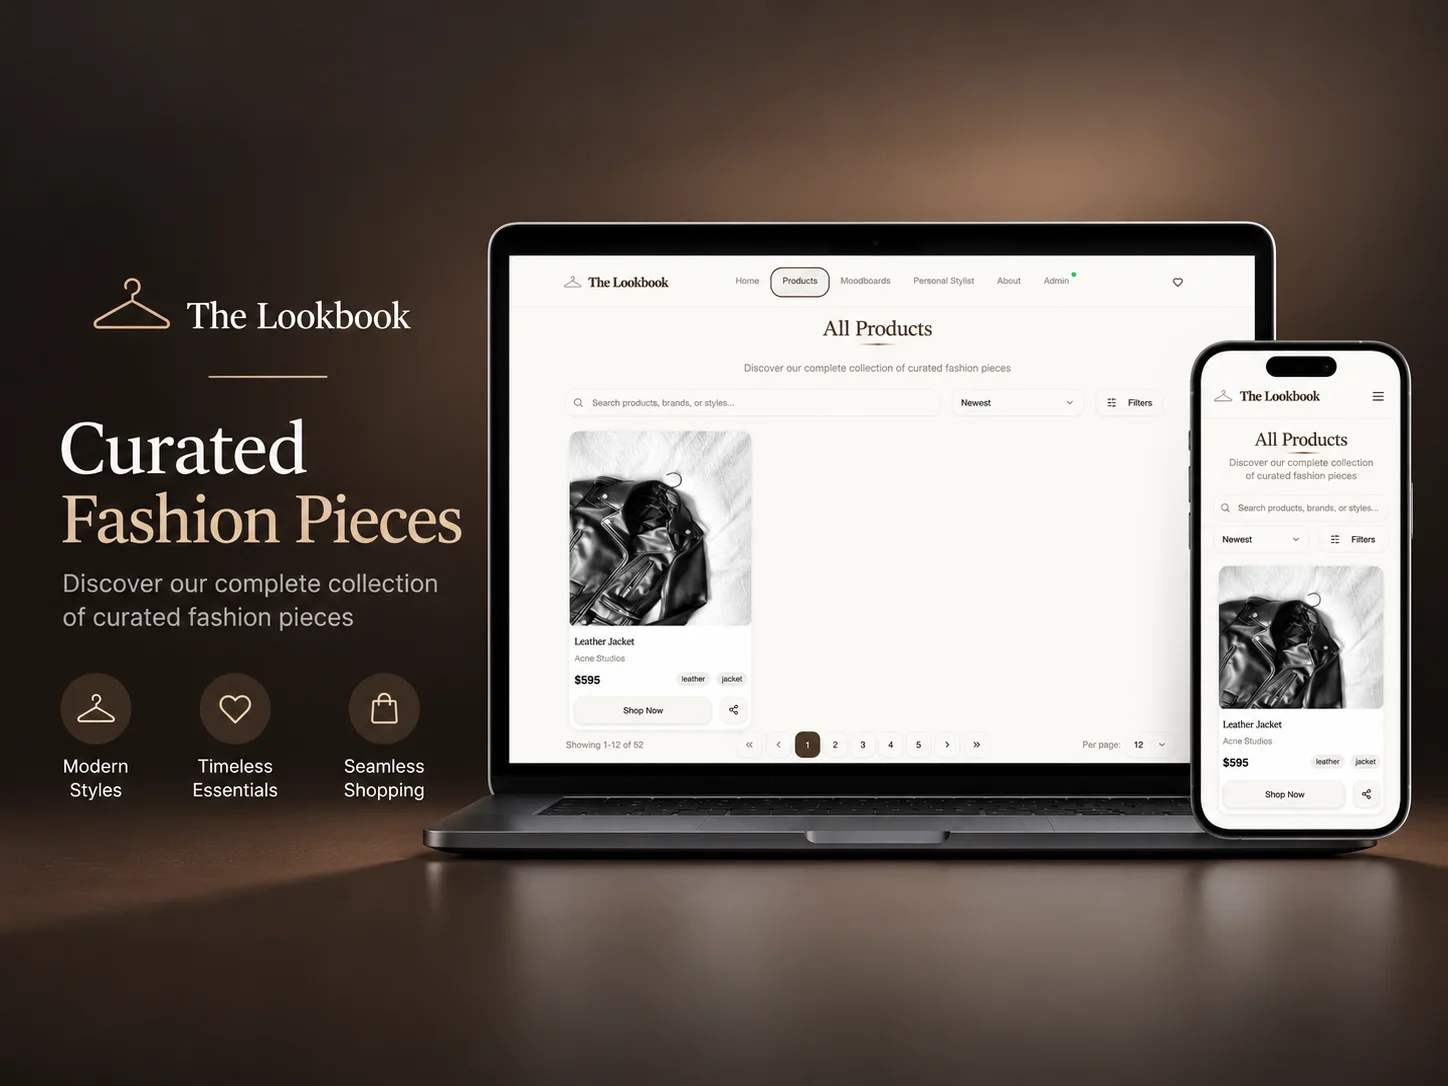 The Lookbook
Curated
Fashion Pieces
Discover our complete collection
of curated fashion pieces
Modern
Styles
Timeless
Essentials
Seamless
Shopping
The Lookbook
Home
Products
Moodboards
Personal Stylist
About
Admin
All Products
Discover our complete collection of curated fashion pieces
Search products, brands, or styles...
Newest
Filters
Leather Jacket
Acne Studios
$595
leather
jacket
Shop Now
Showing 1-12 of 52
« ‹ 1 2 3 4 5 › »
Per page: 12
The Lookbook
All Products
Discover our complete collection
of curated fashion pieces
Search products, brands, or styles...
Newest
Filters
Leather Jacket
Acne Studios
$595
leather
jacket
Shop Now